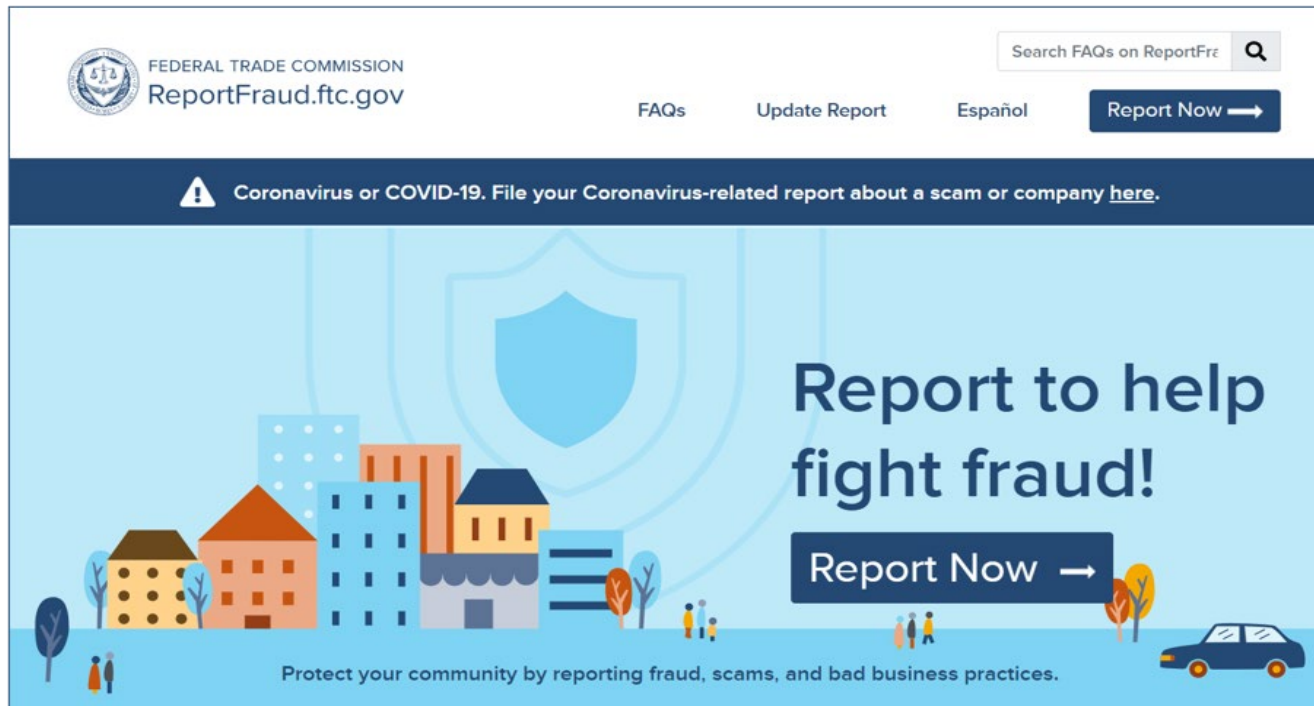 FEDERAL TRADE COMMISSION
ReportFraud.ftc.gov
Search FAQs on ReportFra
FAQs
Update Report
Español
Report Now
Coronavirus or COVID-19. File your Coronavirus-related report about a scam or company here.
Report to help
fight fraud!
Report Now
Protect your community by reporting fraud, scams, and bad business practices.